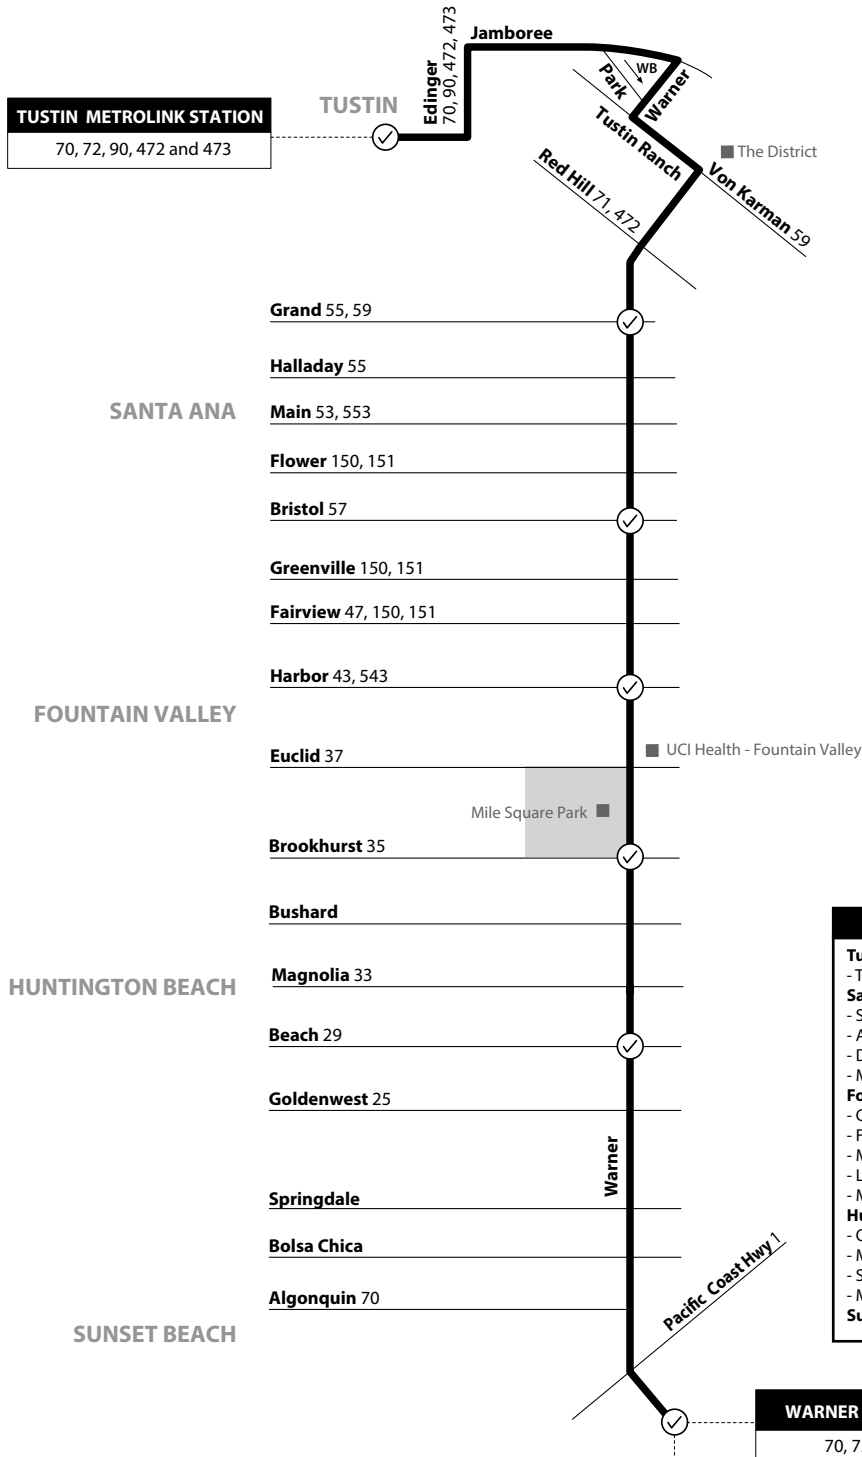 Jamboree
Edinger
70, 90, 472, 473
WB
Park
Warner
TUSTIN
TUSTIN METROLINK STATION
70, 72, 90, 472 and 473
Tustin Ranch
The District
Von Karman 59
Red Hill 71, 472
Grand 55, 59
Halladay 55
SANTA ANA
Main 53, 553
Flower 150, 151
Bristol 57
Greenville 150, 151
Fairview 47, 150, 151
Harbor 43, 543
FOUNTAIN VALLEY
Euclid 37
UCI Health - Fountain Valley
Mile Square Park
Brookhurst 35
Bushard
HUNTINGTON BEACH
Magnolia 33
Beach 29
Goldenwest 25
Warner
Springdale
Bolsa Chica
Algonquin 70
Pacific Coast Hwy 1
SUNSET BEACH
WARNER
70, 7